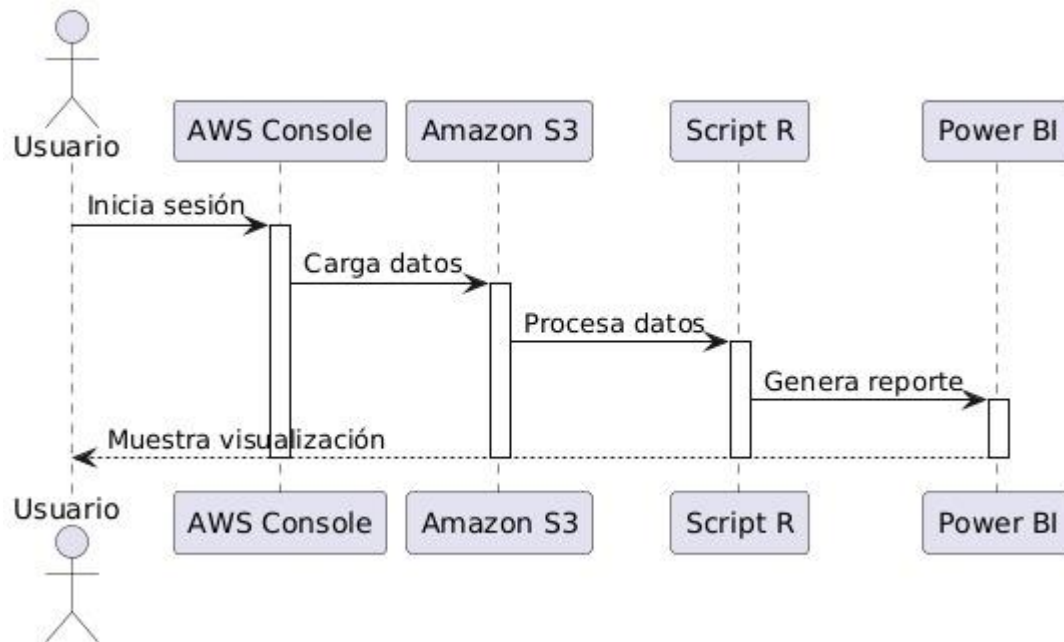 Usuario
AWS Console
Amazon S3
Script R
Power BI
Inicia sesión
Carga datos
Procesa datos
Genera reporte
Muestra visualización
Usuario
AWS Console
Amazon S3
Script R
Power BI